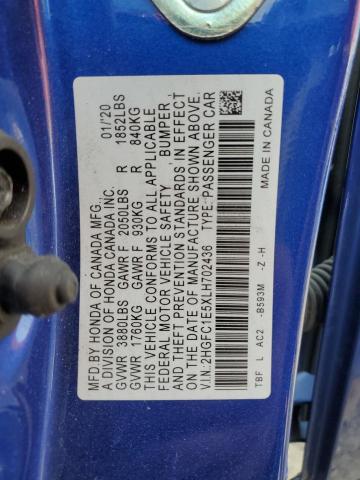 MFD.BY HONDA OF CANADA MFG. 01/'20
A DIVISION OF HONDA CANADA INC.
GVWR 3880LBS GAWR F 2050LBS R 1852LBS
GVWR 1760KG GAWR F 930KG R 840KG
THIS VEHICLE CONFORMS TO ALL APPLICABLE
FEDERAL MOTOR VEHICLE SAFETY, BUMPER,
AND THEFT PREVENTION STANDARDS IN EFFECT
ON THE DATE OF MANUFACTURE SHOWN ABOVE.
V.I.N:2HGFC1E5XLH702436 TYPE:PASSENGER CAR
TBF L AC2 -B593M -Z -H
MADE IN CANADA